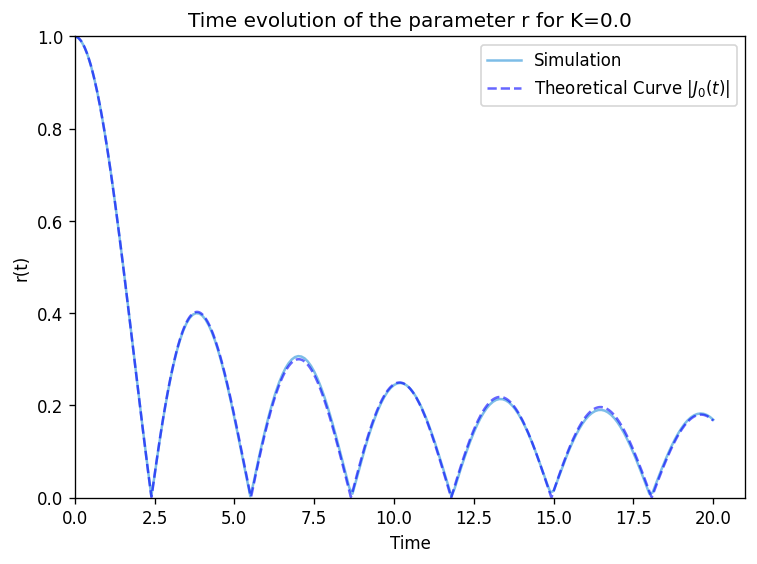 Time evolution of the parameter r for K=0.0
Simulation
Theoretical Curve |J₀(t)|
1.0
0.8
0.6
0.4
0.2
0.0
r(t)
0.0 2.5 5.0 7.5 10.0 12.5 15.0 17.5 20.0
Time